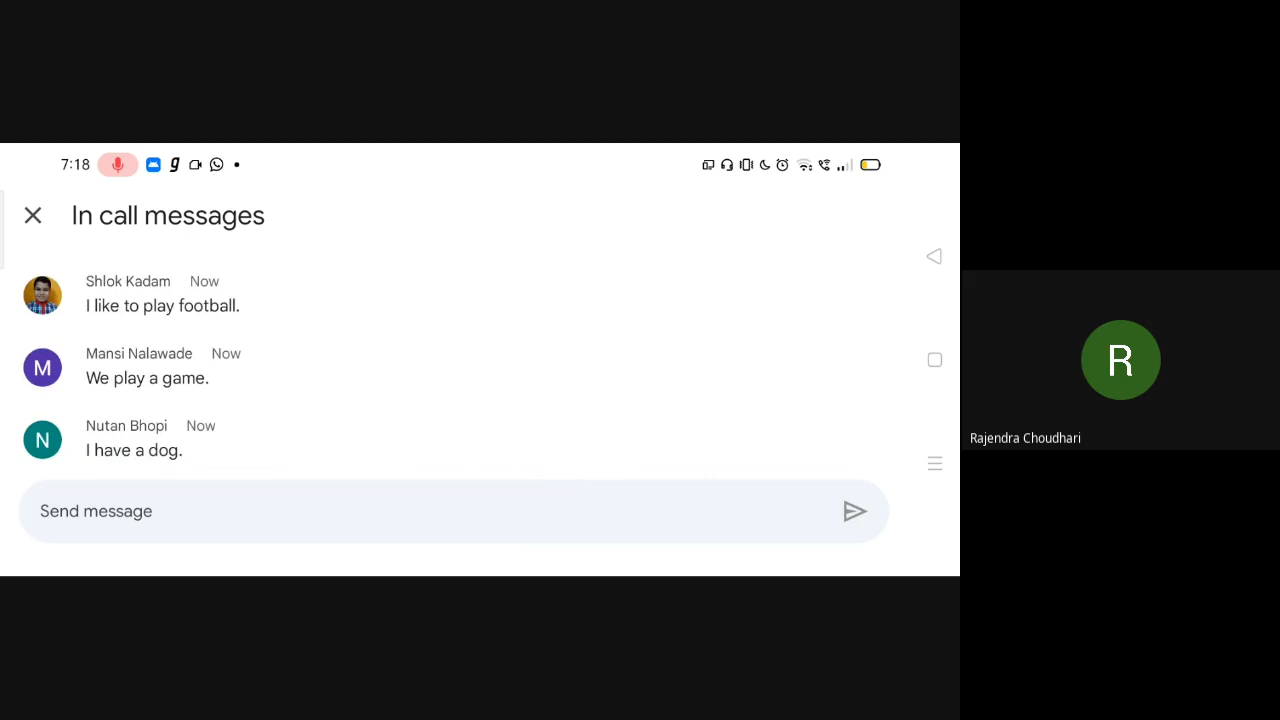 7:18
In call messages
Shlok Kadam Now
I like to play football.
M
Mansi Nalawade Now
We play a game.
N
Nutan Bhopi Now
I have a dog.
Send message
R
Rajendra Choudhari